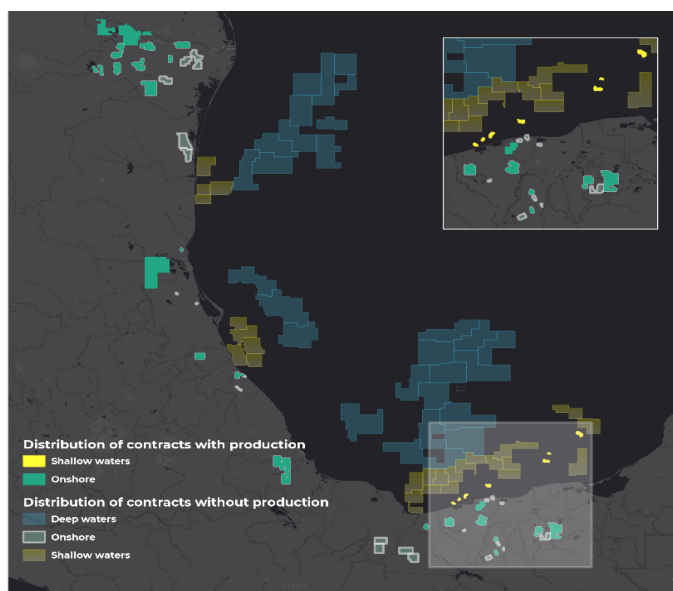 Distribution of contracts with production
Shallow waters
Onshore
Distribution of contracts without production
Deep waters
Onshore
Shallow waters